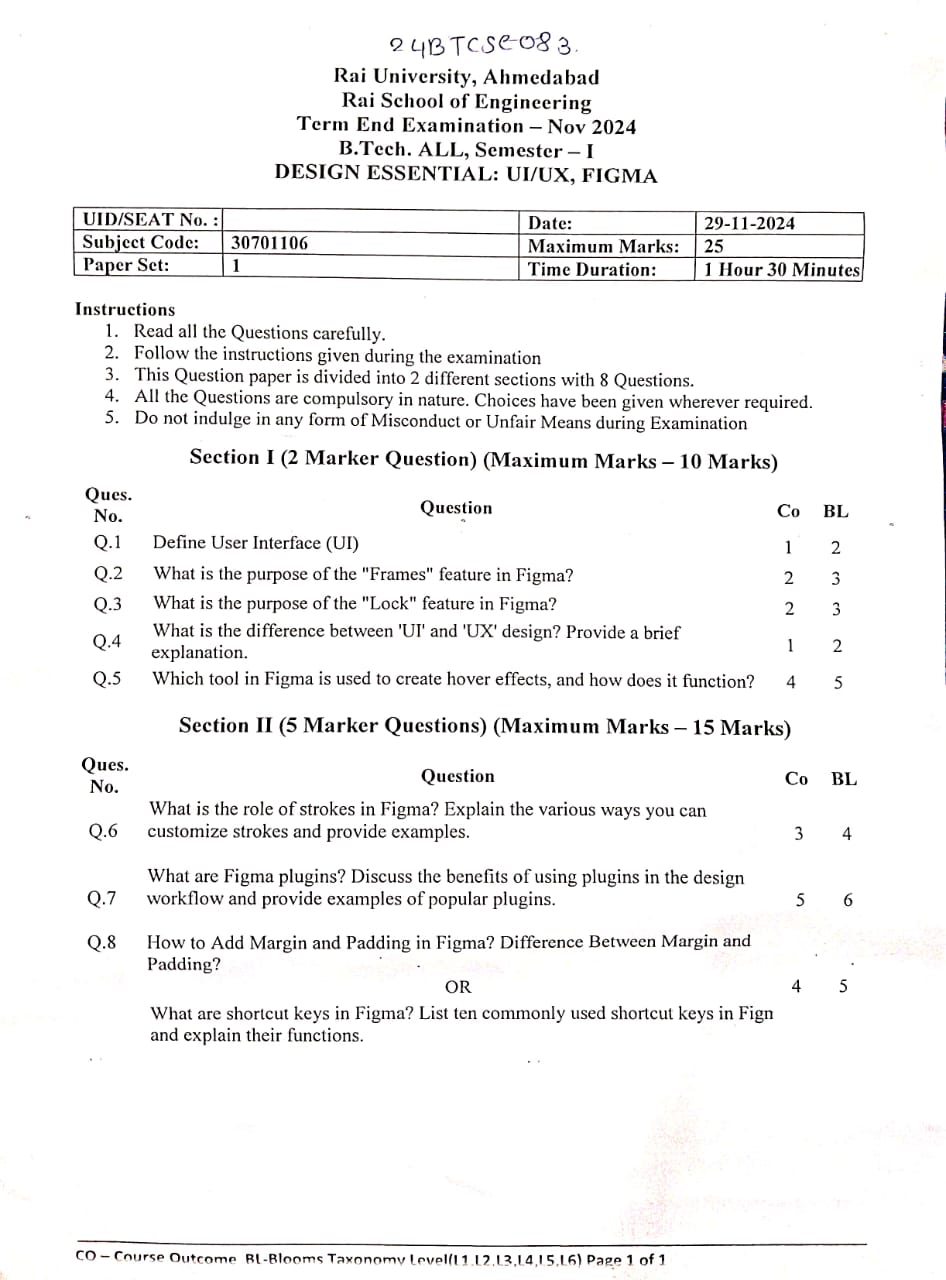 24BTCSE083.
Rai University, Ahmedabad
Rai School of Engineering
Term End Examination – Nov 2024
B.Tech. ALL, Semester – I
DESIGN ESSENTIAL: UI/UX, FIGMA
UID/SEAT No. : Date: 29-11-2024
Subject Code: 30701106 Maximum Marks: 25
Paper Set: 1 Time Duration: 1 Hour 30 Minutes
Instructions
1. Read all the Questions carefully.
2. Follow the instructions given during the examination
3. This Question paper is divided into 2 different sections with 8 Questions.
4. All the Questions are compulsory in nature. Choices have been given wherever required.
5. Do not indulge in any form of Misconduct or Unfair Means during Examination
Section I (2 Marker Question) (Maximum Marks – 10 Marks)
Ques.
No. Question Co BL
Q.1 Define User Interface (UI) 1 2
Q.2 What is the purpose of the "Frames" feature in Figma? 2 3
Q.3 What is the purpose of the "Lock" feature in Figma? 2 3
What is the difference between 'UI' and 'UX' design? Provide a brief
Q.4 explanation. 1 2
Q.5 Which tool in Figma is used to create hover effects, and how does it function? 4 5
Section II (5 Marker Questions) (Maximum Marks – 15 Marks)
Ques.
No. Question Co BL
What is the role of strokes in Figma? Explain the various ways you can
Q.6 customize strokes and provide examples. 3 4
What are Figma plugins? Discuss the benefits of using plugins in the design
Q.7 workflow and provide examples of popular plugins. 5 6
Q.8 How to Add Margin and Padding in Figma? Difference Between Margin and
Padding?
OR 4 5
What are shortcut keys in Figma? List ten commonly used shortcut keys in Fign
and explain their functions.
CO – Course Outcome BL-Blooms Taxonomy Level(L1,L2,L3,L4,L5,L6) Page 1 of 1